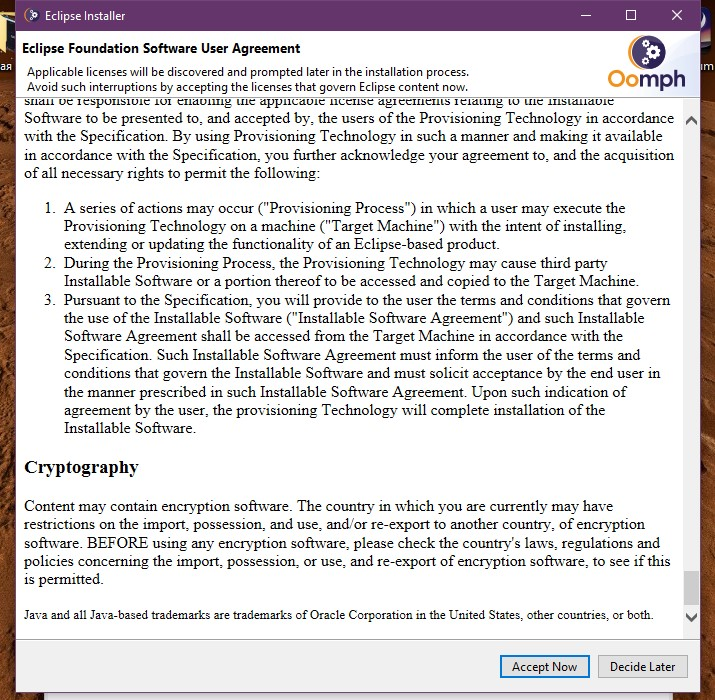 Eclipse Installer
Eclipse Foundation Software User Agreement
Applicable licenses will be discovered and prompted later in the installation process.
Avoid such interruptions by accepting the licenses that govern Eclipse content now.
Oomph
shall be responsible for enabling the applicable license agreements relating to the Installable
Software to be presented to, and accepted by, the users of the Provisioning Technology in accordance
with the Specification. By using Provisioning Technology in such a manner and making it available
in accordance with the Specification, you further acknowledge your agreement to, and the acquisition
of all necessary rights to permit the following:
1. A series of actions may occur ("Provisioning Process") in which a user may execute the
Provisioning Technology on a machine ("Target Machine") with the intent of installing,
extending or updating the functionality of an Eclipse-based product.
2. During the Provisioning Process, the Provisioning Technology may cause third party
Installable Software or a portion thereof to be accessed and copied to the Target Machine.
3. Pursuant to the Specification, you will provide to the user the terms and conditions that govern
the use of the Installable Software ("Installable Software Agreement") and such Installable
Software Agreement shall be accessed from the Target Machine in accordance with the
Specification. Such Installable Software Agreement must inform the user of the terms and
conditions that govern the Installable Software and must solicit acceptance by the end user in
the manner prescribed in such Installable Software Agreement. Upon such indication of
agreement by the user, the provisioning Technology will complete installation of the
Installable Software.
Cryptography
Content may contain encryption software. The country in which you are currently may have
restrictions on the import, possession, and use, and/or re-export to another country, of encryption
software. BEFORE using any encryption software, please check the country's laws, regulations and
policies concerning the import, possession, or use, and re-export of encryption software, to see if this
is permitted.
Java and all Java-based trademarks are trademarks of Oracle Corporation in the United States, other countries, or both.
Accept Now
Decide Later